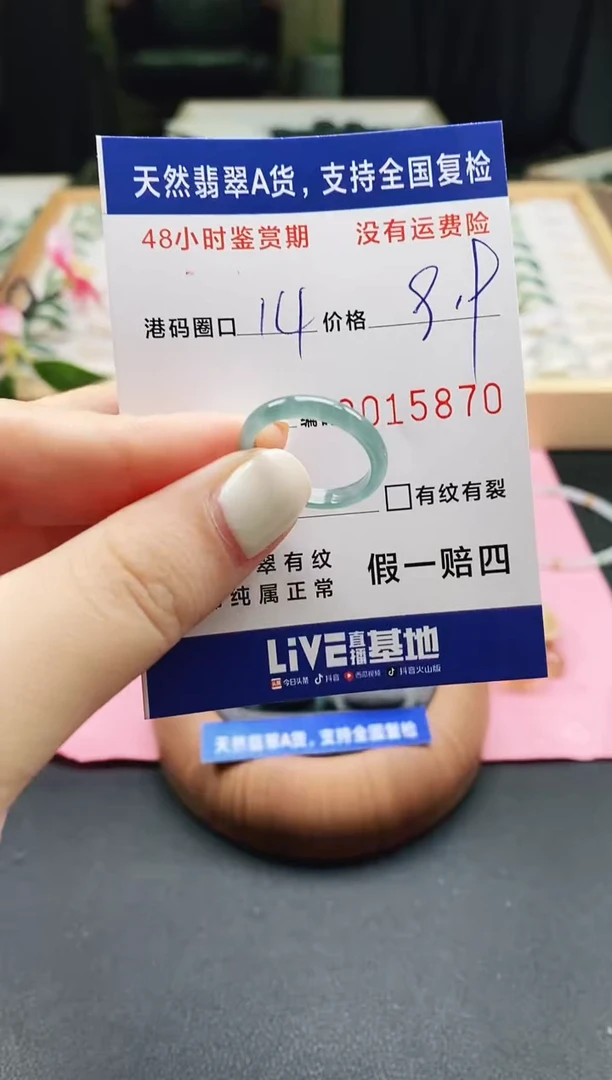 天然翡翠A货，支持全国复检
48小时鉴赏期 没有运费险
港码圈口 14 价格
015870
□有纹有裂
翠有纹 假一赔四
纯属正常
LiVE直播基地
今日头条 抖音 西瓜视频 抖音火山版
天然翡翠A货，支持全国复检